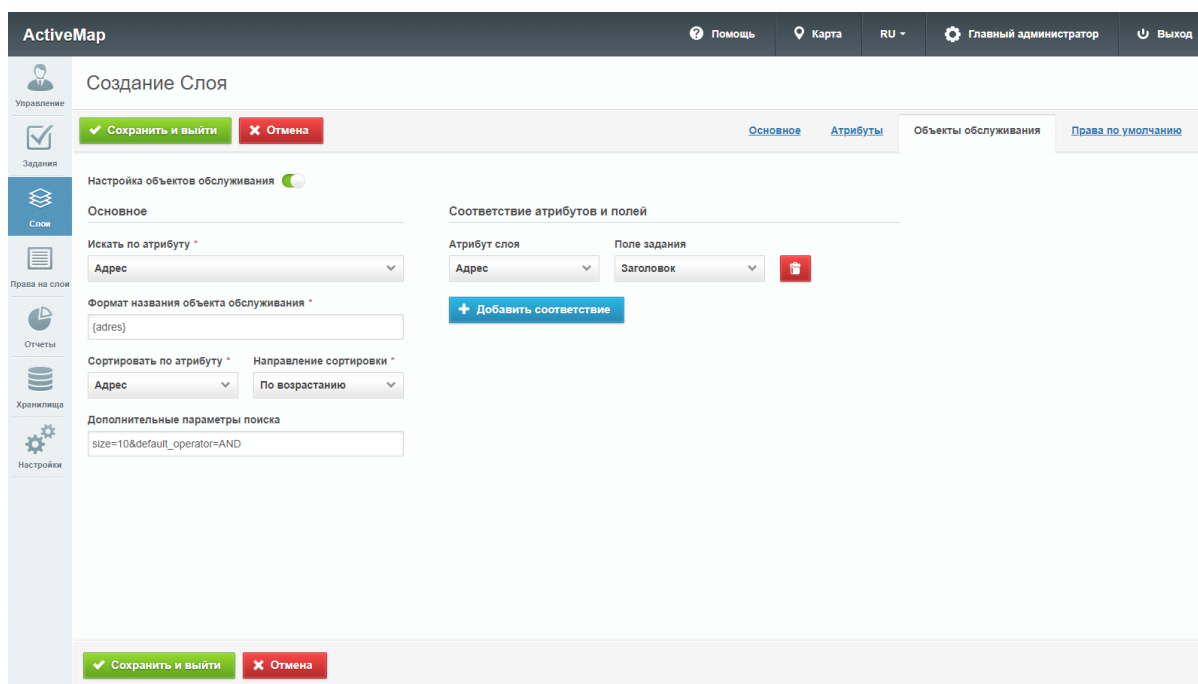 ActiveMap
Помощь
Карта
RU
Главный администратор
Выход
Управление
Задания
Слои
Права на слои
Отчеты
Хранилища
Настройки
Создание Слоя
Сохранить и выйти
Отмена
Основное
Атрибуты
Объекты обслуживания
Права по умолчанию
Настройка объектов обслуживания
Основное
Соответствие атрибутов и полей
Искать по атрибуту *
Атрибут слоя
Поле задания
Адрес
Адрес
Заголовок
Формат названия объекта обслуживания *
Добавить соответствие
{adres}
Сортировать по атрибуту *
Направление сортировки *
Адрес
По возрастанию
Дополнительные параметры поиска
size=10&default_operator=AND
Сохранить и выйти
Отмена